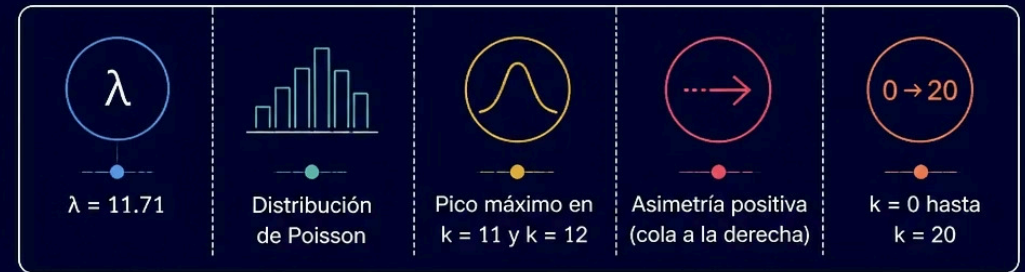 λ
λ = 11.71
Distribución
de Poisson
Pico máximo en
k = 11 y k = 12
Asimetría positiva
(cola a la derecha)
0 → 20
k = 0 hasta
k = 20